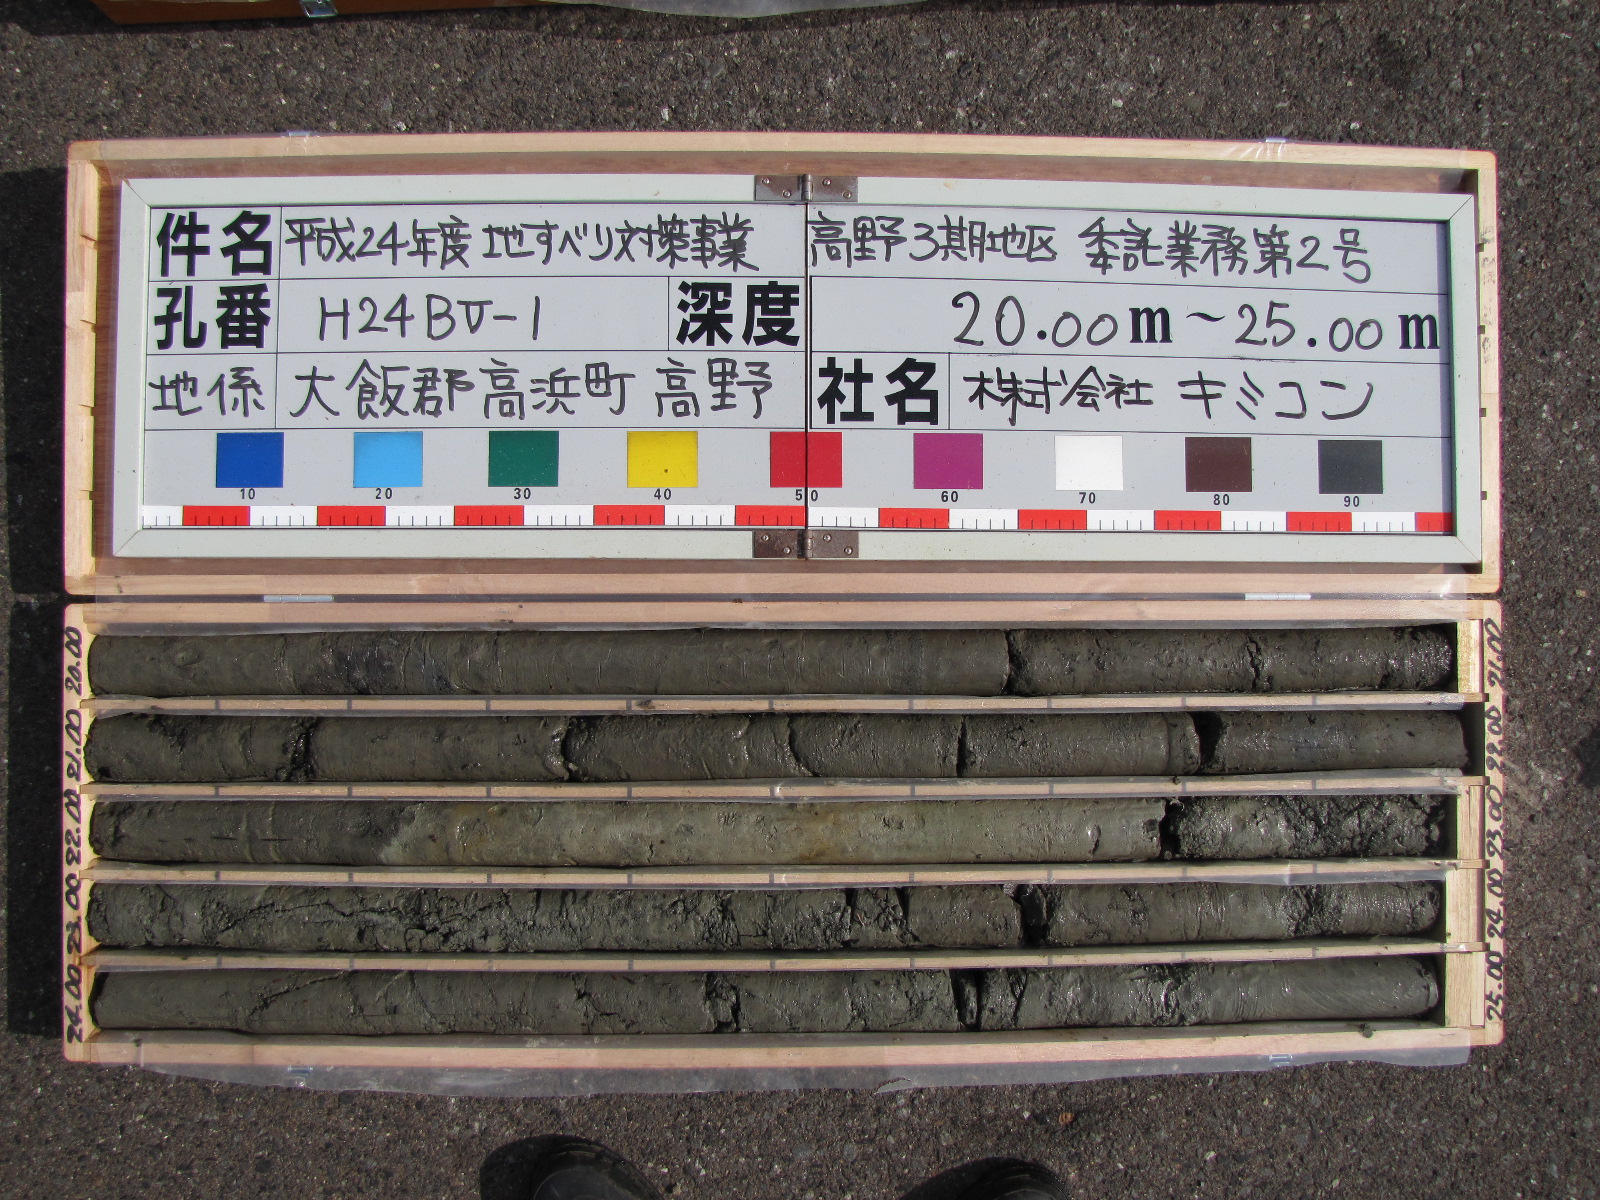 件名 平成24年度 地すべり対策事業 高野3期地区 委託業務第2号
孔番 H24BV-1 深度 20.00m~25.00m
地係 大飯郡高浜町 高野 社名 株式会社 キミコン
10 20 30 40 50 60 70 80 90
20.00 21.00
21.00 22.00
22.00 23.00
23.00 24.00
24.00 25.00